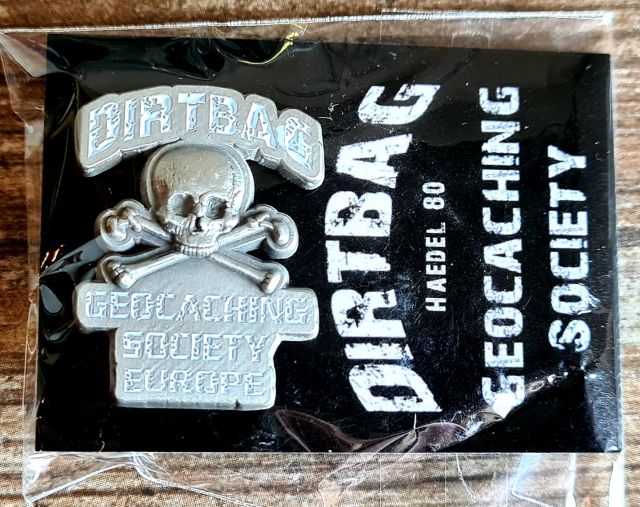 DIRTBAG
GEOCACHING
SOCIETY
EUROPE
DIRTBAG
HAEDEL 80
GEOCACHING
SOCIETY